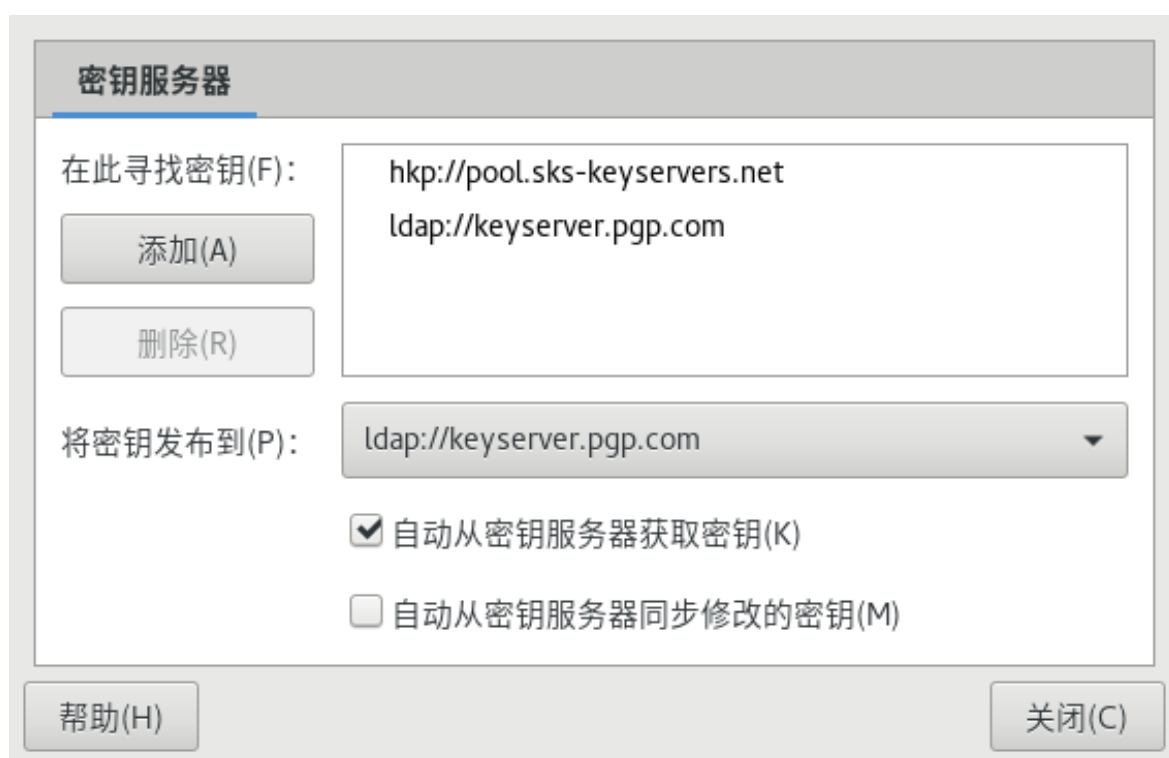 密钥服务器
在此寻找密钥(F)：
hkp://pool.sks-keyservers.net
ldap://keyserver.pgp.com
添加(A)
删除(R)
将密钥发布到(P)：
ldap://keyserver.pgp.com
自动从密钥服务器获取密钥(K)
自动从密钥服务器同步修改的密钥(M)
帮助(H)
关闭(C)